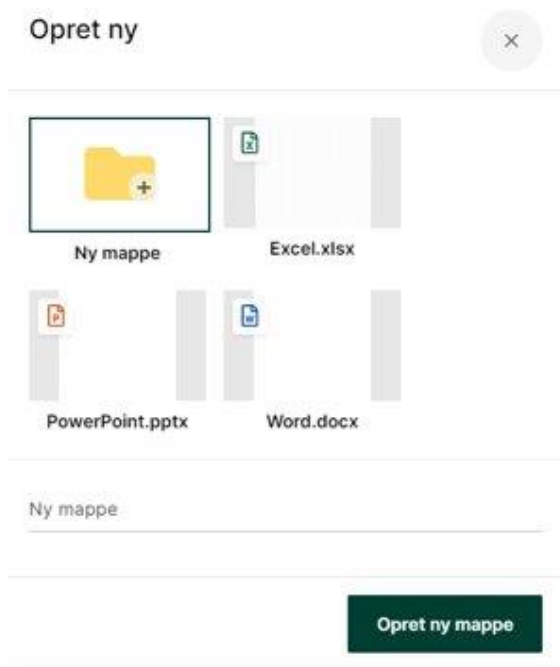 Opret ny
Ny mappe
Excel.xlsx
PowerPoint.pptx
Word.docx
Ny mappe
Opret ny mappe